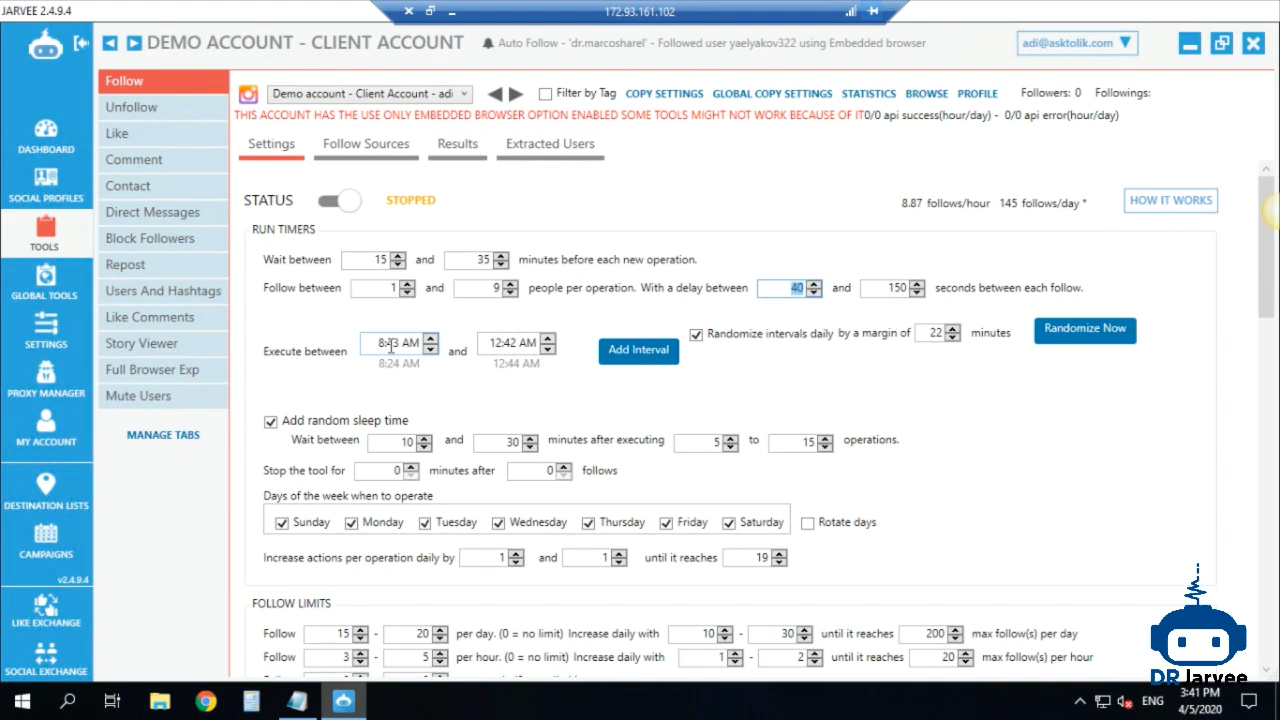 JARVEE 2.4.9.4
172.93.161.102
DEMO ACCOUNT - CLIENT ACCOUNT
Auto Follow - 'dr.marcosharel' - Followed user yaelyakov322 using Embedded browser
adi@asktolik.com
DASHBOARD
SOCIAL PROFILES
TOOLS
GLOBAL TOOLS
SETTINGS
PROXY MANAGER
MY ACCOUNT
DESTINATION LISTS
CAMPAIGNS
v2.4.9.4
LIKE EXCHANGE
SOCIAL EXCHANGE
Follow
Unfollow
Like
Comment
Contact
Direct Messages
Block Followers
Repost
Users And Hashtags
Like Comments
Story Viewer
Full Browser Exp
Mute Users
MANAGE TABS
Demo account - Client Account - adi
Filter by Tag COPY SETTINGS GLOBAL COPY SETTINGS STATISTICS BROWSE PROFILE Followers: 0 Followings:
THIS ACCOUNT HAS THE USE ONLY EMBEDDED BROWSER OPTION ENABLED SOME TOOLS MIGHT NOT WORK BECAUSE OF IT0/0 api success(hour/day) - 0/0 api error(hour/day)
Settings Follow Sources Results Extracted Users
STATUS STOPPED 8.87 follows/hour 145 follows/day * HOW IT WORKS
RUN TIMERS
Wait between 15 and 35 minutes before each new operation.
Follow between 1 and 9 people per operation. With a delay between 40 and 150 seconds between each follow.
Execute between AM and 12:42 AM Add Interval Randomize intervals daily by a margin of 22 minutes Randomize Now
8:24 AM 12:44 AM
Add random sleep time
Wait between 10 and 30 minutes after executing 5 to 15 operations.
Stop the tool for 0 minutes after 0 follows
Days of the week when to operate
Sunday Monday Tuesday Wednesday Thursday Friday Saturday Rotate days
Increase actions per operation daily by 1 and 1 until it reaches 19
FOLLOW LIMITS
Follow 15 - 20 per day. (0 = no limit) Increase daily with 10 - 30 until it reaches 200 max follow(s) per day
Follow 3 - 5 per hour. (0 = no limit) Increase daily with 1 - 2 until it reaches 20 max follow(s) per hour
DR Jarvee
ENG
3:41 PM
4/5/2020